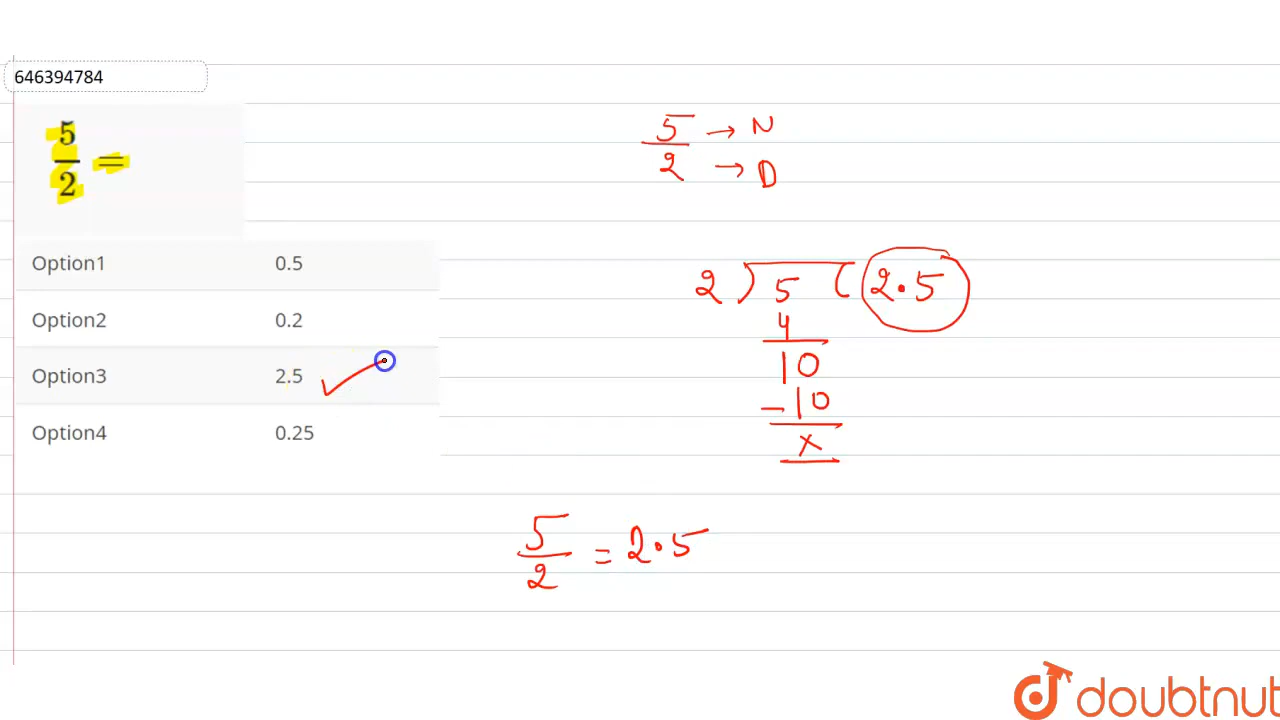 646394784
5/2 =
Option1 0.5
Option2 0.2
Option3 2.5
Option4 0.25
5 → N
2 → D
2 ) 5 ( 2.5
4
10
-10
x
5/2 = 2.5
doubtnut